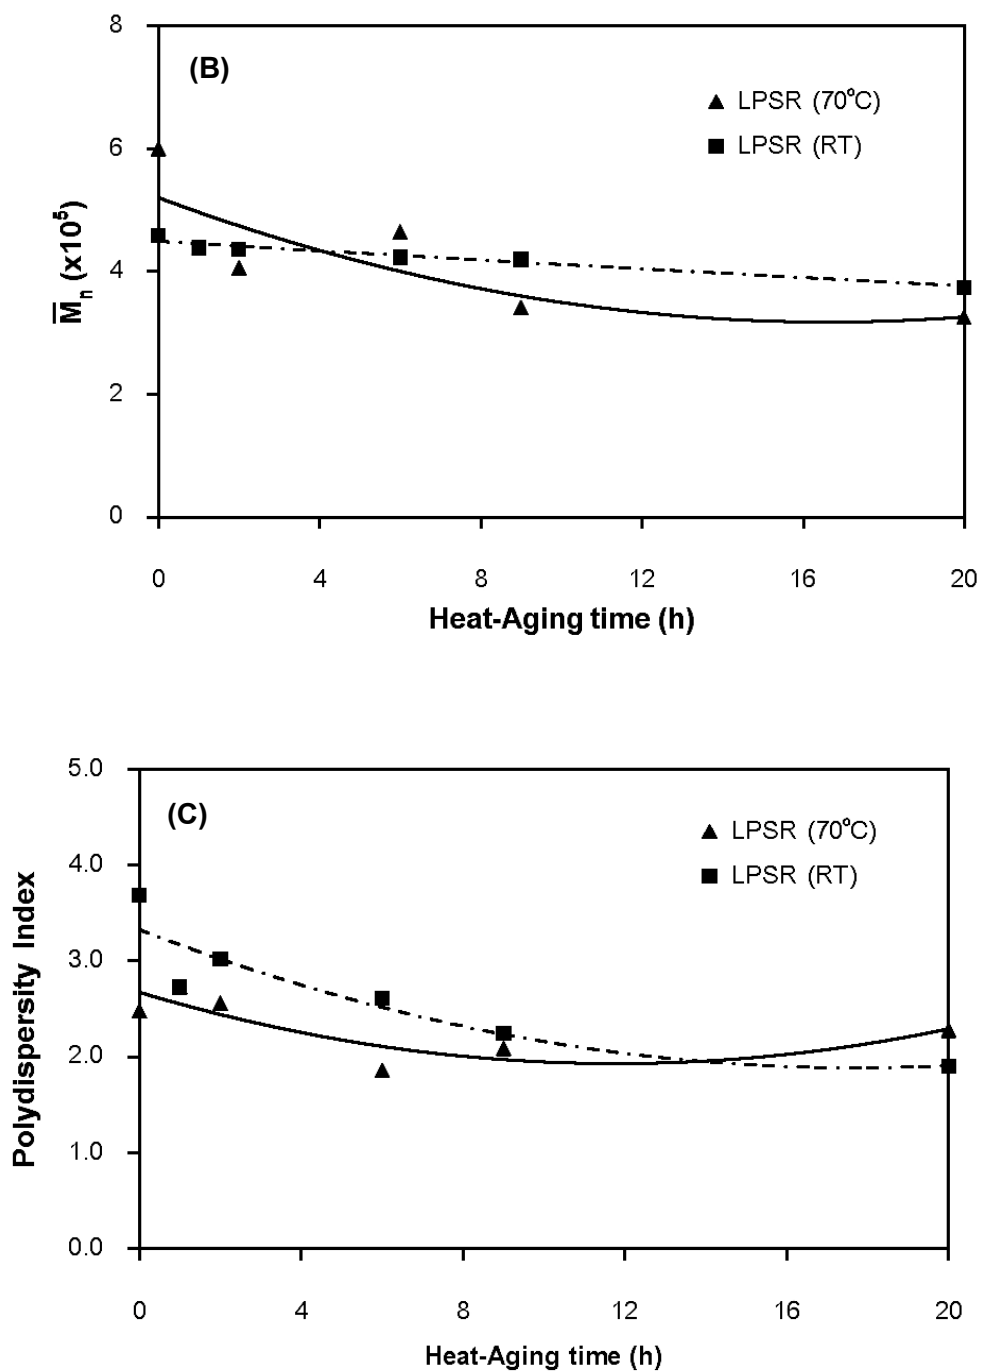 8
(B)
LPSR (70°C)
LPSR (RT)
6
4
2
0
M̅n (x10⁵)
0 4 8 12 16 20
Heat-Aging time (h)
5.0
(C)
LPSR (70°C)
LPSR (RT)
4.0
3.0
2.0
1.0
0.0
Polydispersity Index
0 4 8 12 16 20
Heat-Aging time (h)